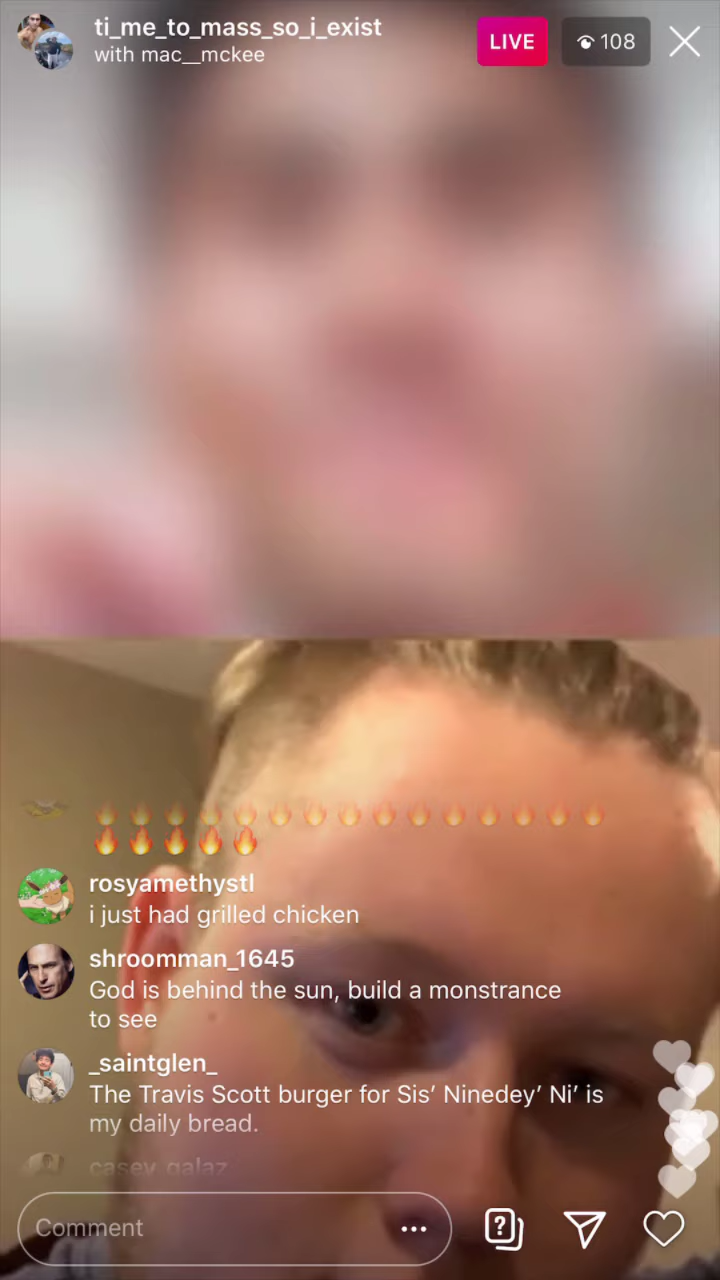 ti_me_to_mass_so_i_exist
LIVE
108
with mac__mckee
rosyamethystl
i just had grilled chicken
shroomman_1645
God is behind the sun, build a monstrance
to see
_saintglen_
The Travis Scott burger for Sis’ Ninedey’ Ni’ is
my daily bread.
casey_galaz
Comment